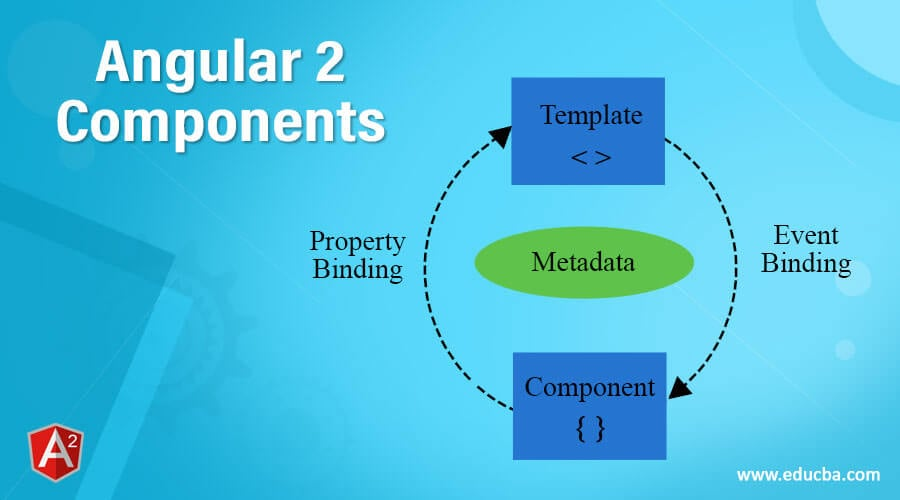 Angular 2
Components
Template
< >
Property
Binding
Metadata
Event
Binding
Component
{ }
A2
www.educba.com